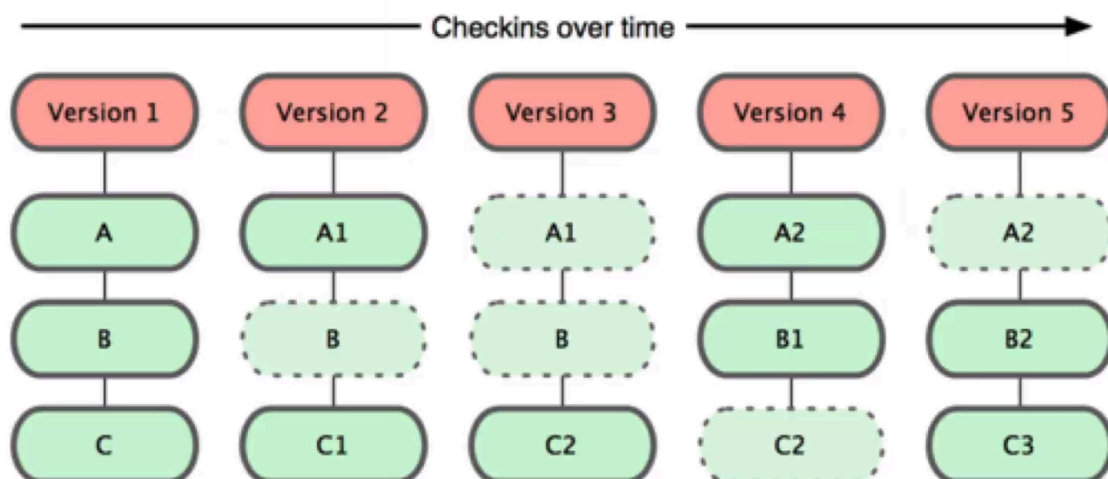 Checkins over time
Version 1 Version 2 Version 3 Version 4 Version 5
A A1 A1 A2 A2
B B B B1 B2
C C1 C2 C2 C3